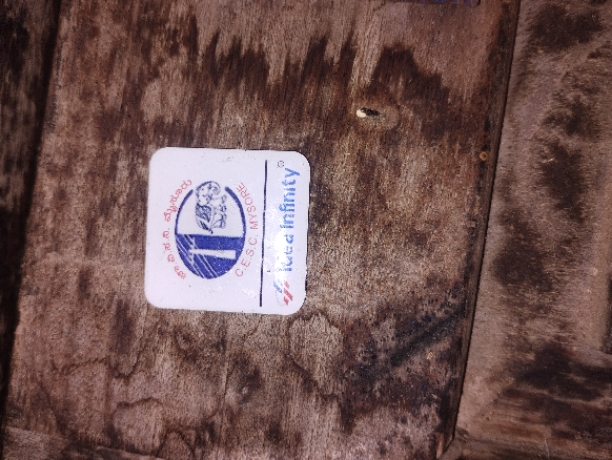 ಚಾ.ವಿ.ಸ.ನಿ. ಮೈಸೂರು
C.E.S.C. MYSORE
idea infinity